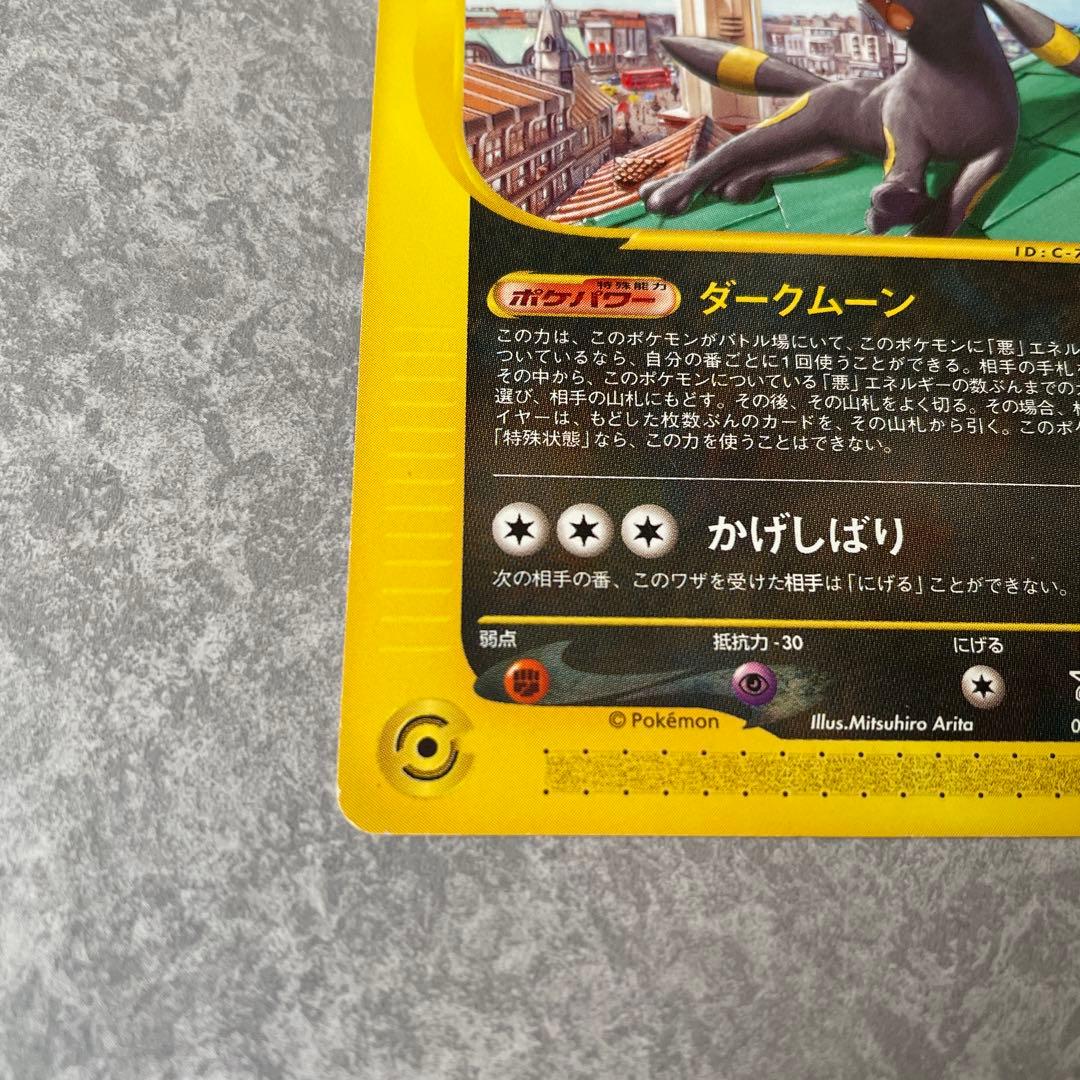 ID:C-
特殊能力
ポケパワー ダークムーン
この力は、このポケモンがバトル場にいて、このポケモンに「悪」エネル
ついているなら、自分の番ごとに1回使うことができる。相手の手札
その中から、このポケモンについている「悪」エネルギーの数ぶんまでの
選び、相手の山札にもどす。その後、その山札をよく切る。その場合、
イヤーは、もどした枚数ぶんのカードを、その山札から引く。このポケ
「特殊状態」なら、この力を使うことはできない。
かげしばり
次の相手の番、このワザを受けた相手は「にげる」ことができない。
弱点 抵抗力 -30 にげる
© Pokémon Illus.Mitsuhiro Arita 0